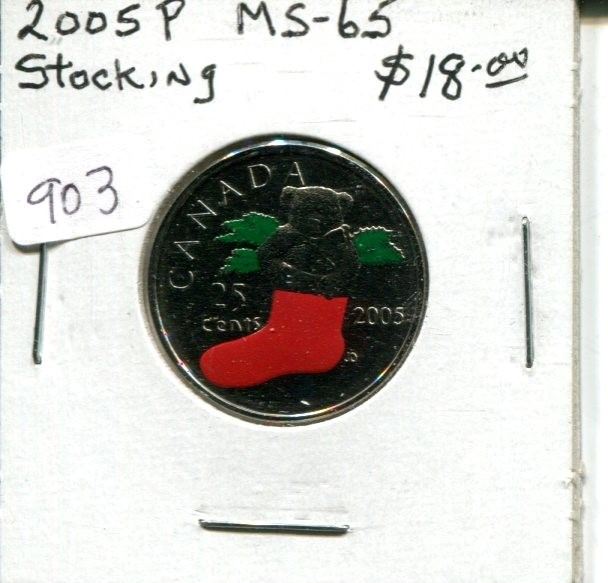 2005P MS-65
Stocking $18.00
903
CANADA
25
cents 2005